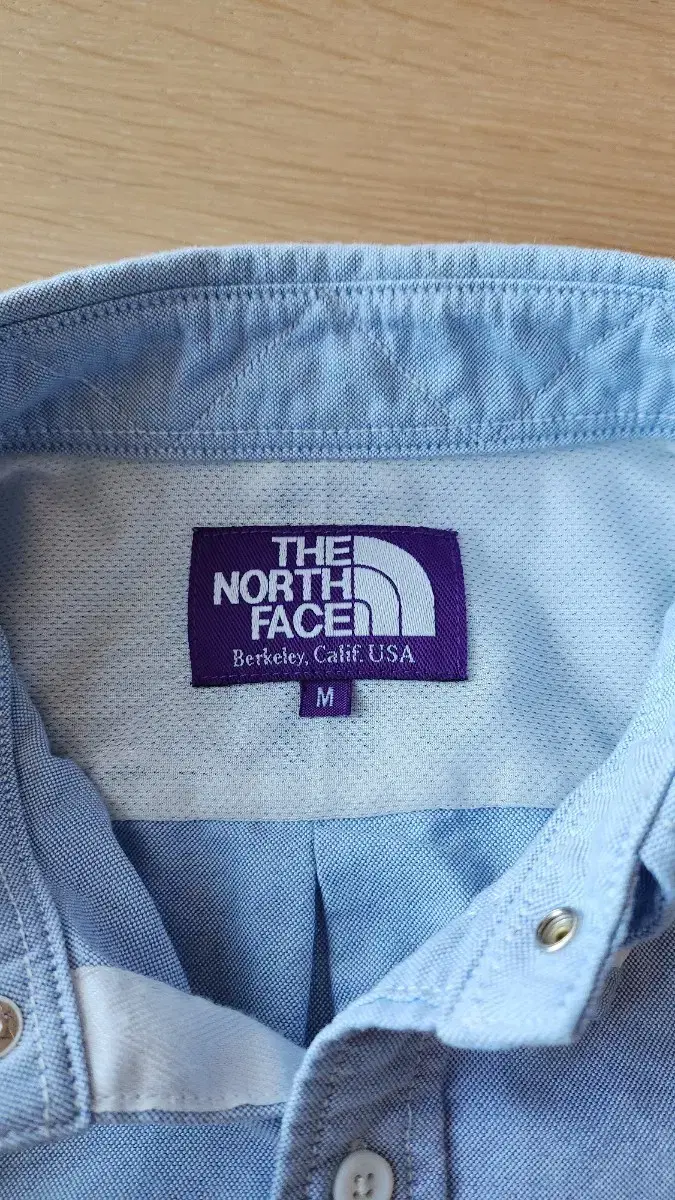 THE
NORTH
FACE
Berkeley, Calif. USA
M